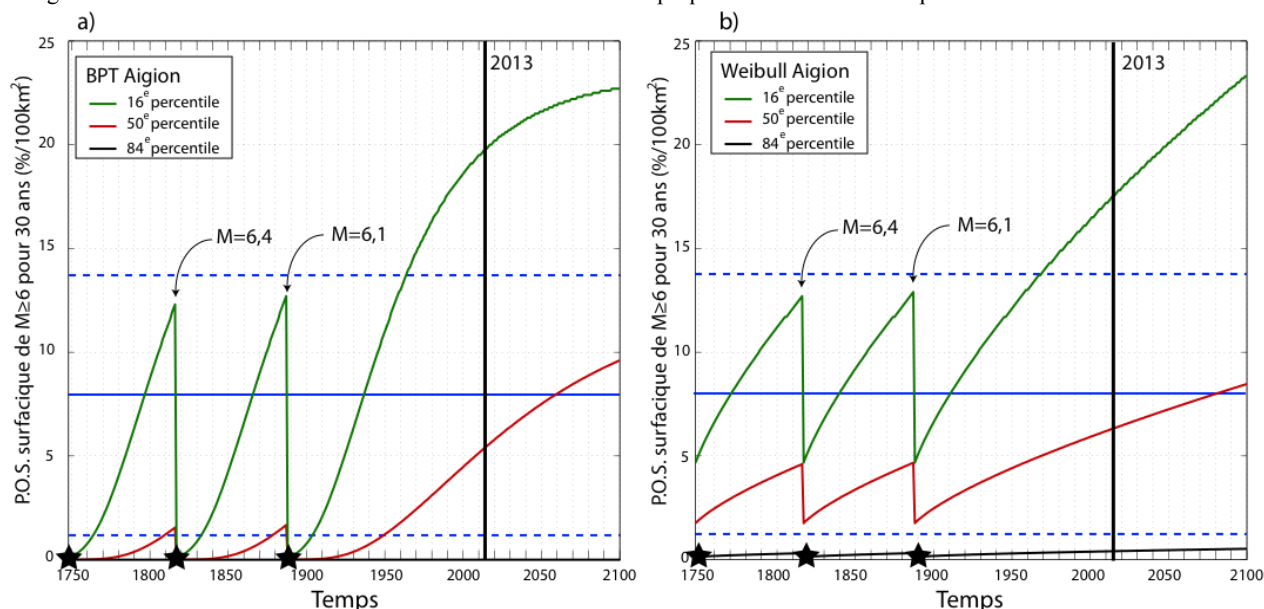 a)
25
20
15
10
5
0
P.O.S. surfacique de M≥6 pour 30 ans (%/100km²)
BPT Aigion
16e percentile
50e percentile
84e percentile
2013
M=6,4
M=6,1
1750 1800 1850 1900 1950 2000 2050 2100
Temps
b)
25
20
15
10
5
0
P.O.S. surfacique de M≥6 pour 30 ans (%/100km²)
Weibull Aigion
16e percentile
50e percentile
84e percentile
2013
M=6,4
M=6,1
1750 1800 1850 1900 1950 2000 2050 2100
Temps